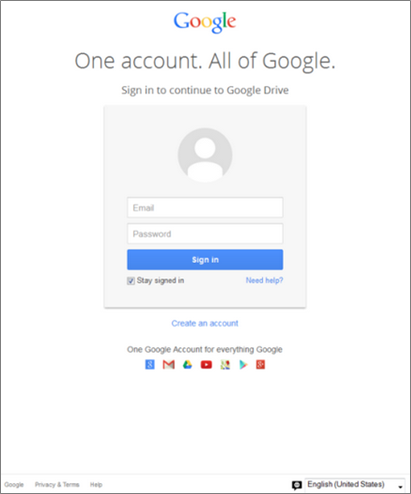 Google
One account. All of Google.
Sign in to continue to Google Drive
Email
Password
Sign in
Stay signed in Need help?
Create an account
One Google Account for everything Google
Google Privacy & Terms Help English (United States)